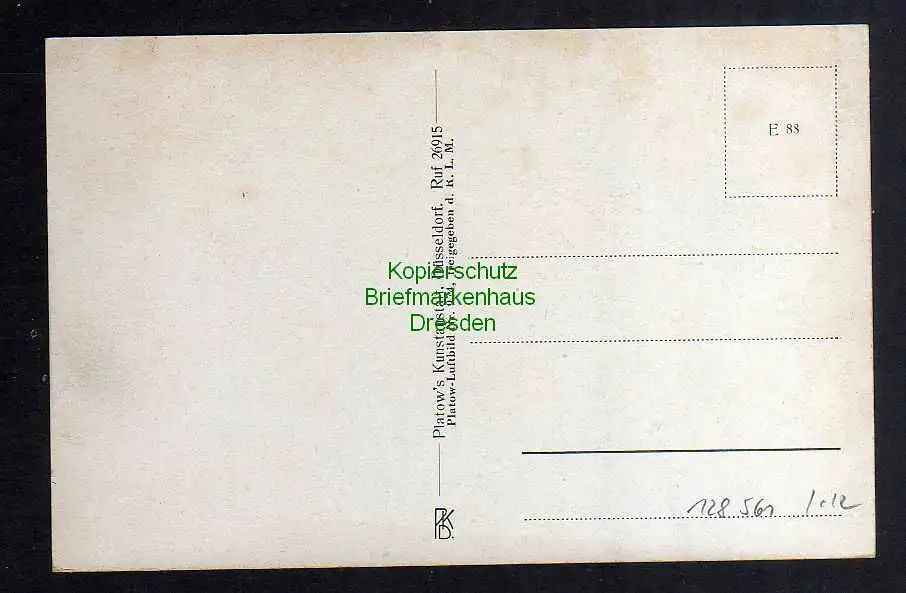 E 88
Platow's Kunstanstalt, Düsseldorf. Ruf 26915
Platow-Luftbild Nr. freigegeben d. R. L. M.
Kopierschutz
Briefmarkenhaus
Dresden
PKD.
128 561